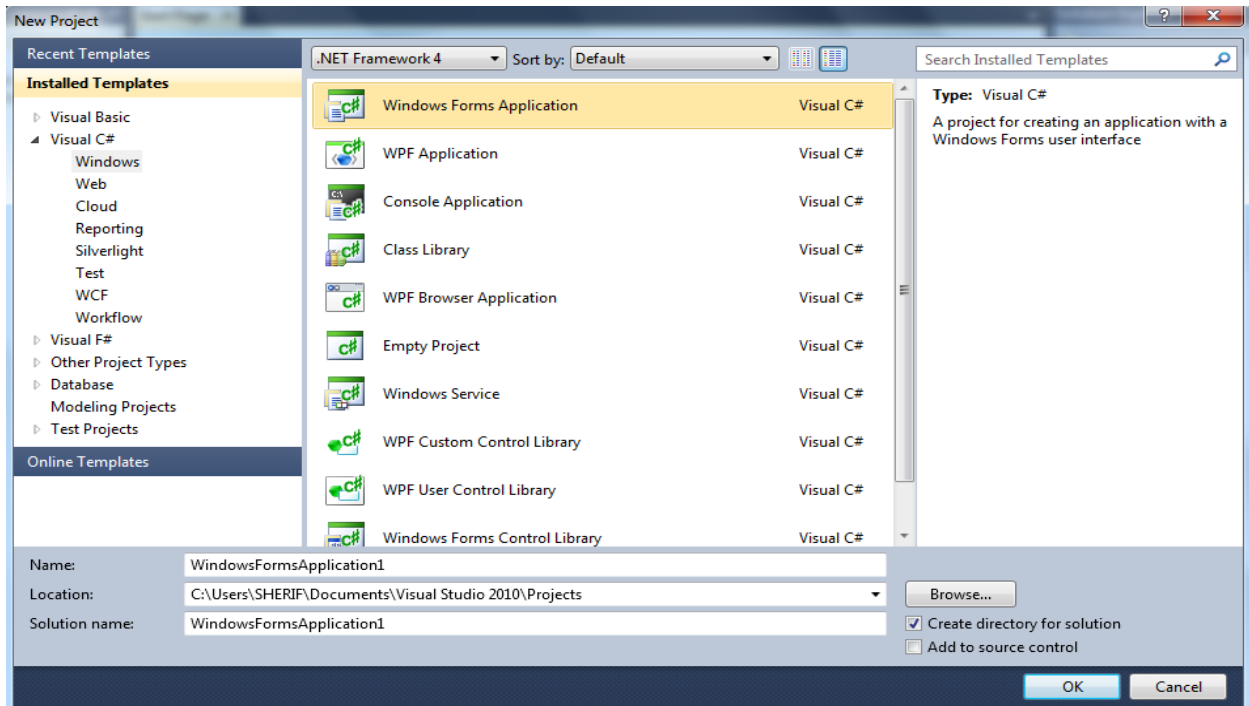 New Project
Recent Templates
Installed Templates
Visual Basic
Visual C#
Windows
Web
Cloud
Reporting
Silverlight
Test
WCF
Workflow
Visual F#
Other Project Types
Database
Modeling Projects
Test Projects
Online Templates
.NET Framework 4 Sort by: Default
Windows Forms Application Visual C#
WPF Application Visual C#
Console Application Visual C#
Class Library Visual C#
WPF Browser Application Visual C#
Empty Project Visual C#
Windows Service Visual C#
WPF Custom Control Library Visual C#
WPF User Control Library Visual C#
Windows Forms Control Library Visual C#
Search Installed Templates
Type: Visual C#
A project for creating an application with a
Windows Forms user interface
Name: WindowsFormsApplication1
Location: C:\Users\SHERIF\Documents\Visual Studio 2010\Projects Browse...
Solution name: WindowsFormsApplication1 Create directory for solution
Add to source control
OK Cancel